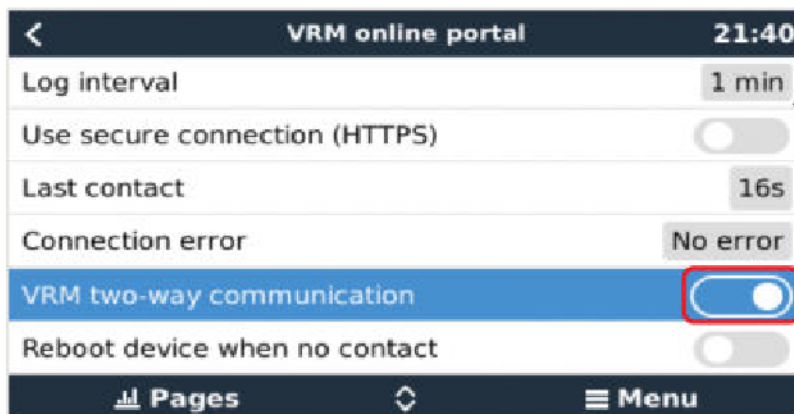 VRM online portal 21:40
Log interval 1 min
Use secure connection (HTTPS)
Last contact 16s
Connection error No error
VRM two-way communication
Reboot device when no contact
Pages Menu